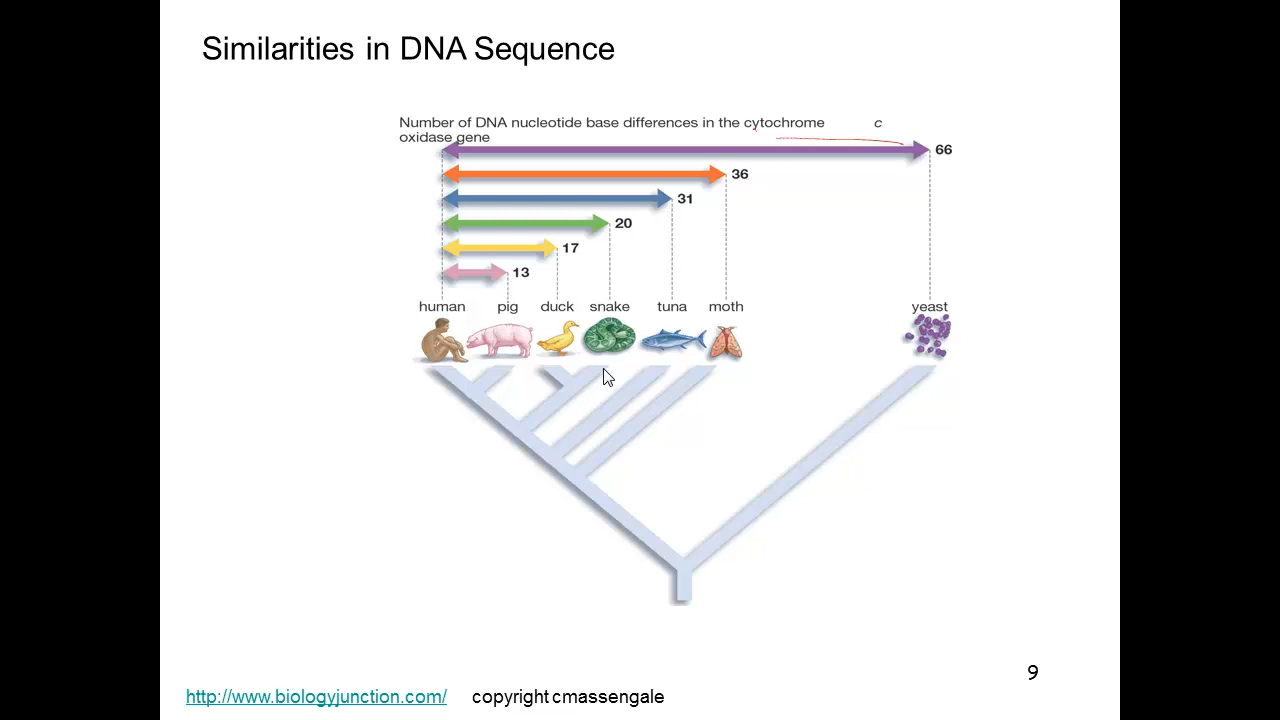 Similarities in DNA Sequence
Number of DNA nucleotide base differences in the cytochrome c
oxidase gene
66
36
31
20
17
13
human pig duck snake tuna moth yeast
9
http://www.biologyjunction.com/ copyright cmassengale